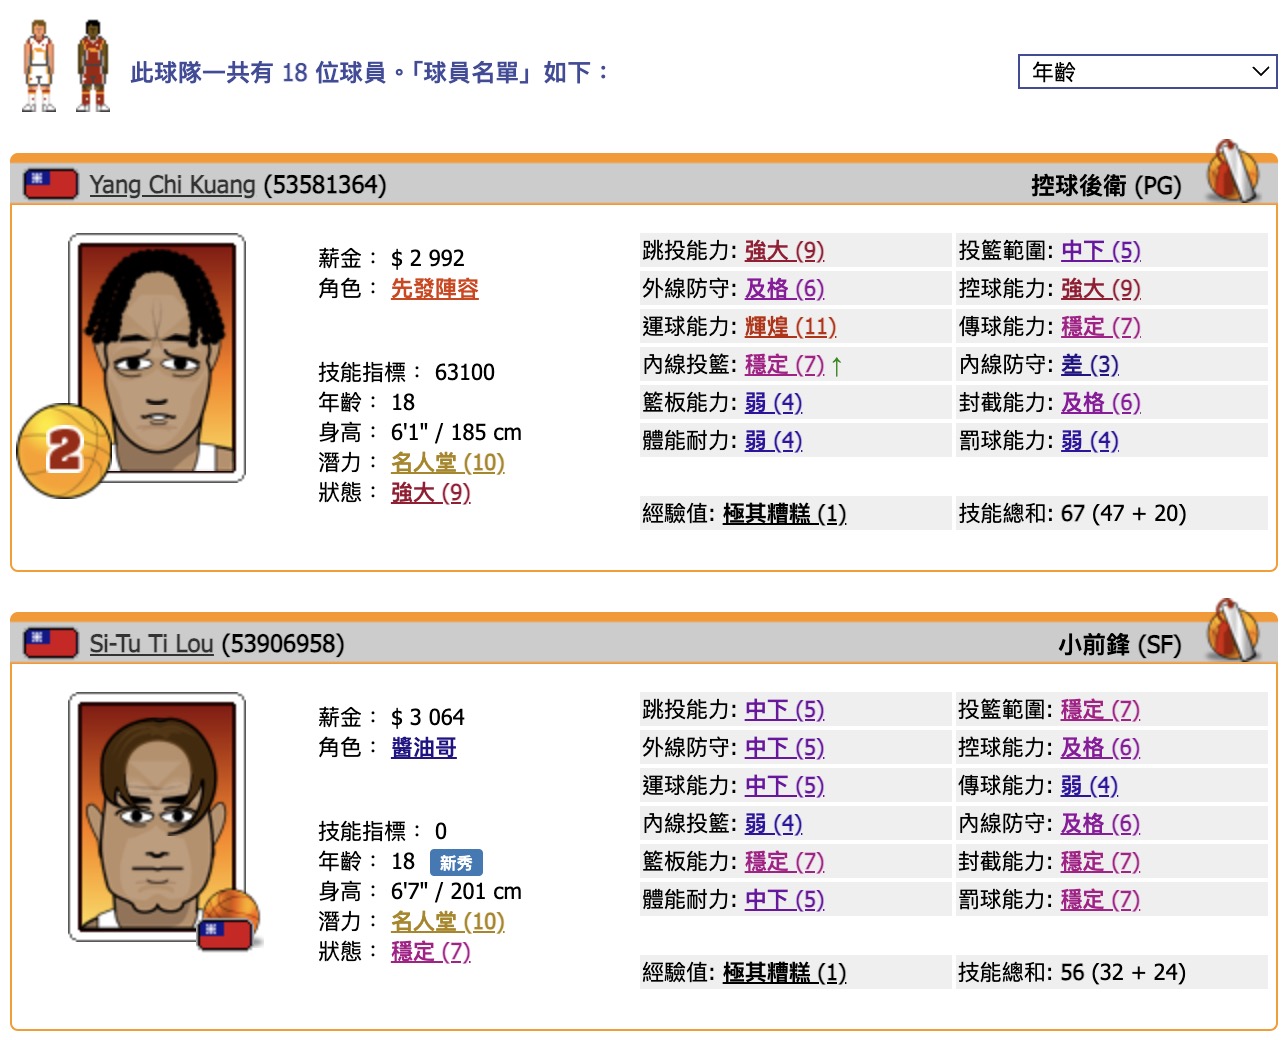 此球隊一共有 18 位球員。「球員名單」如下：
年齡
Yang Chi Kuang (53581364)
控球後衛 (PG)
2
薪金： $ 2 992
角色： 先發陣容
技能指標： 63100
年齡： 18
身高： 6'1" / 185 cm
潛力： 名人堂 (10)
狀態： 強大 (9)
跳投能力: 強大 (9) 投籃範圍: 中下 (5)
外線防守: 及格 (6) 控球能力: 強大 (9)
運球能力: 輝煌 (11) 傳球能力: 穩定 (7)
內線投籃: 穩定 (7) ↑ 內線防守: 差 (3)
籃板能力: 弱 (4) 封截能力: 及格 (6)
體能耐力: 弱 (4) 罰球能力: 弱 (4)
經驗值: 極其糟糕 (1) 技能總和: 67 (47 + 20)
Si-Tu Ti Lou (53906958)
小前鋒 (SF)
薪金： $ 3 064
角色： 醬油哥
技能指標： 0
年齡： 18 新秀
身高： 6'7" / 201 cm
潛力： 名人堂 (10)
狀態： 穩定 (7)
跳投能力: 中下 (5) 投籃範圍: 穩定 (7)
外線防守: 中下 (5) 控球能力: 及格 (6)
運球能力: 中下 (5) 傳球能力: 弱 (4)
內線投籃: 弱 (4) 內線防守: 及格 (6)
籃板能力: 穩定 (7) 封截能力: 穩定 (7)
體能耐力: 中下 (5) 罰球能力: 穩定 (7)
經驗值: 極其糟糕 (1) 技能總和: 56 (32 + 24)